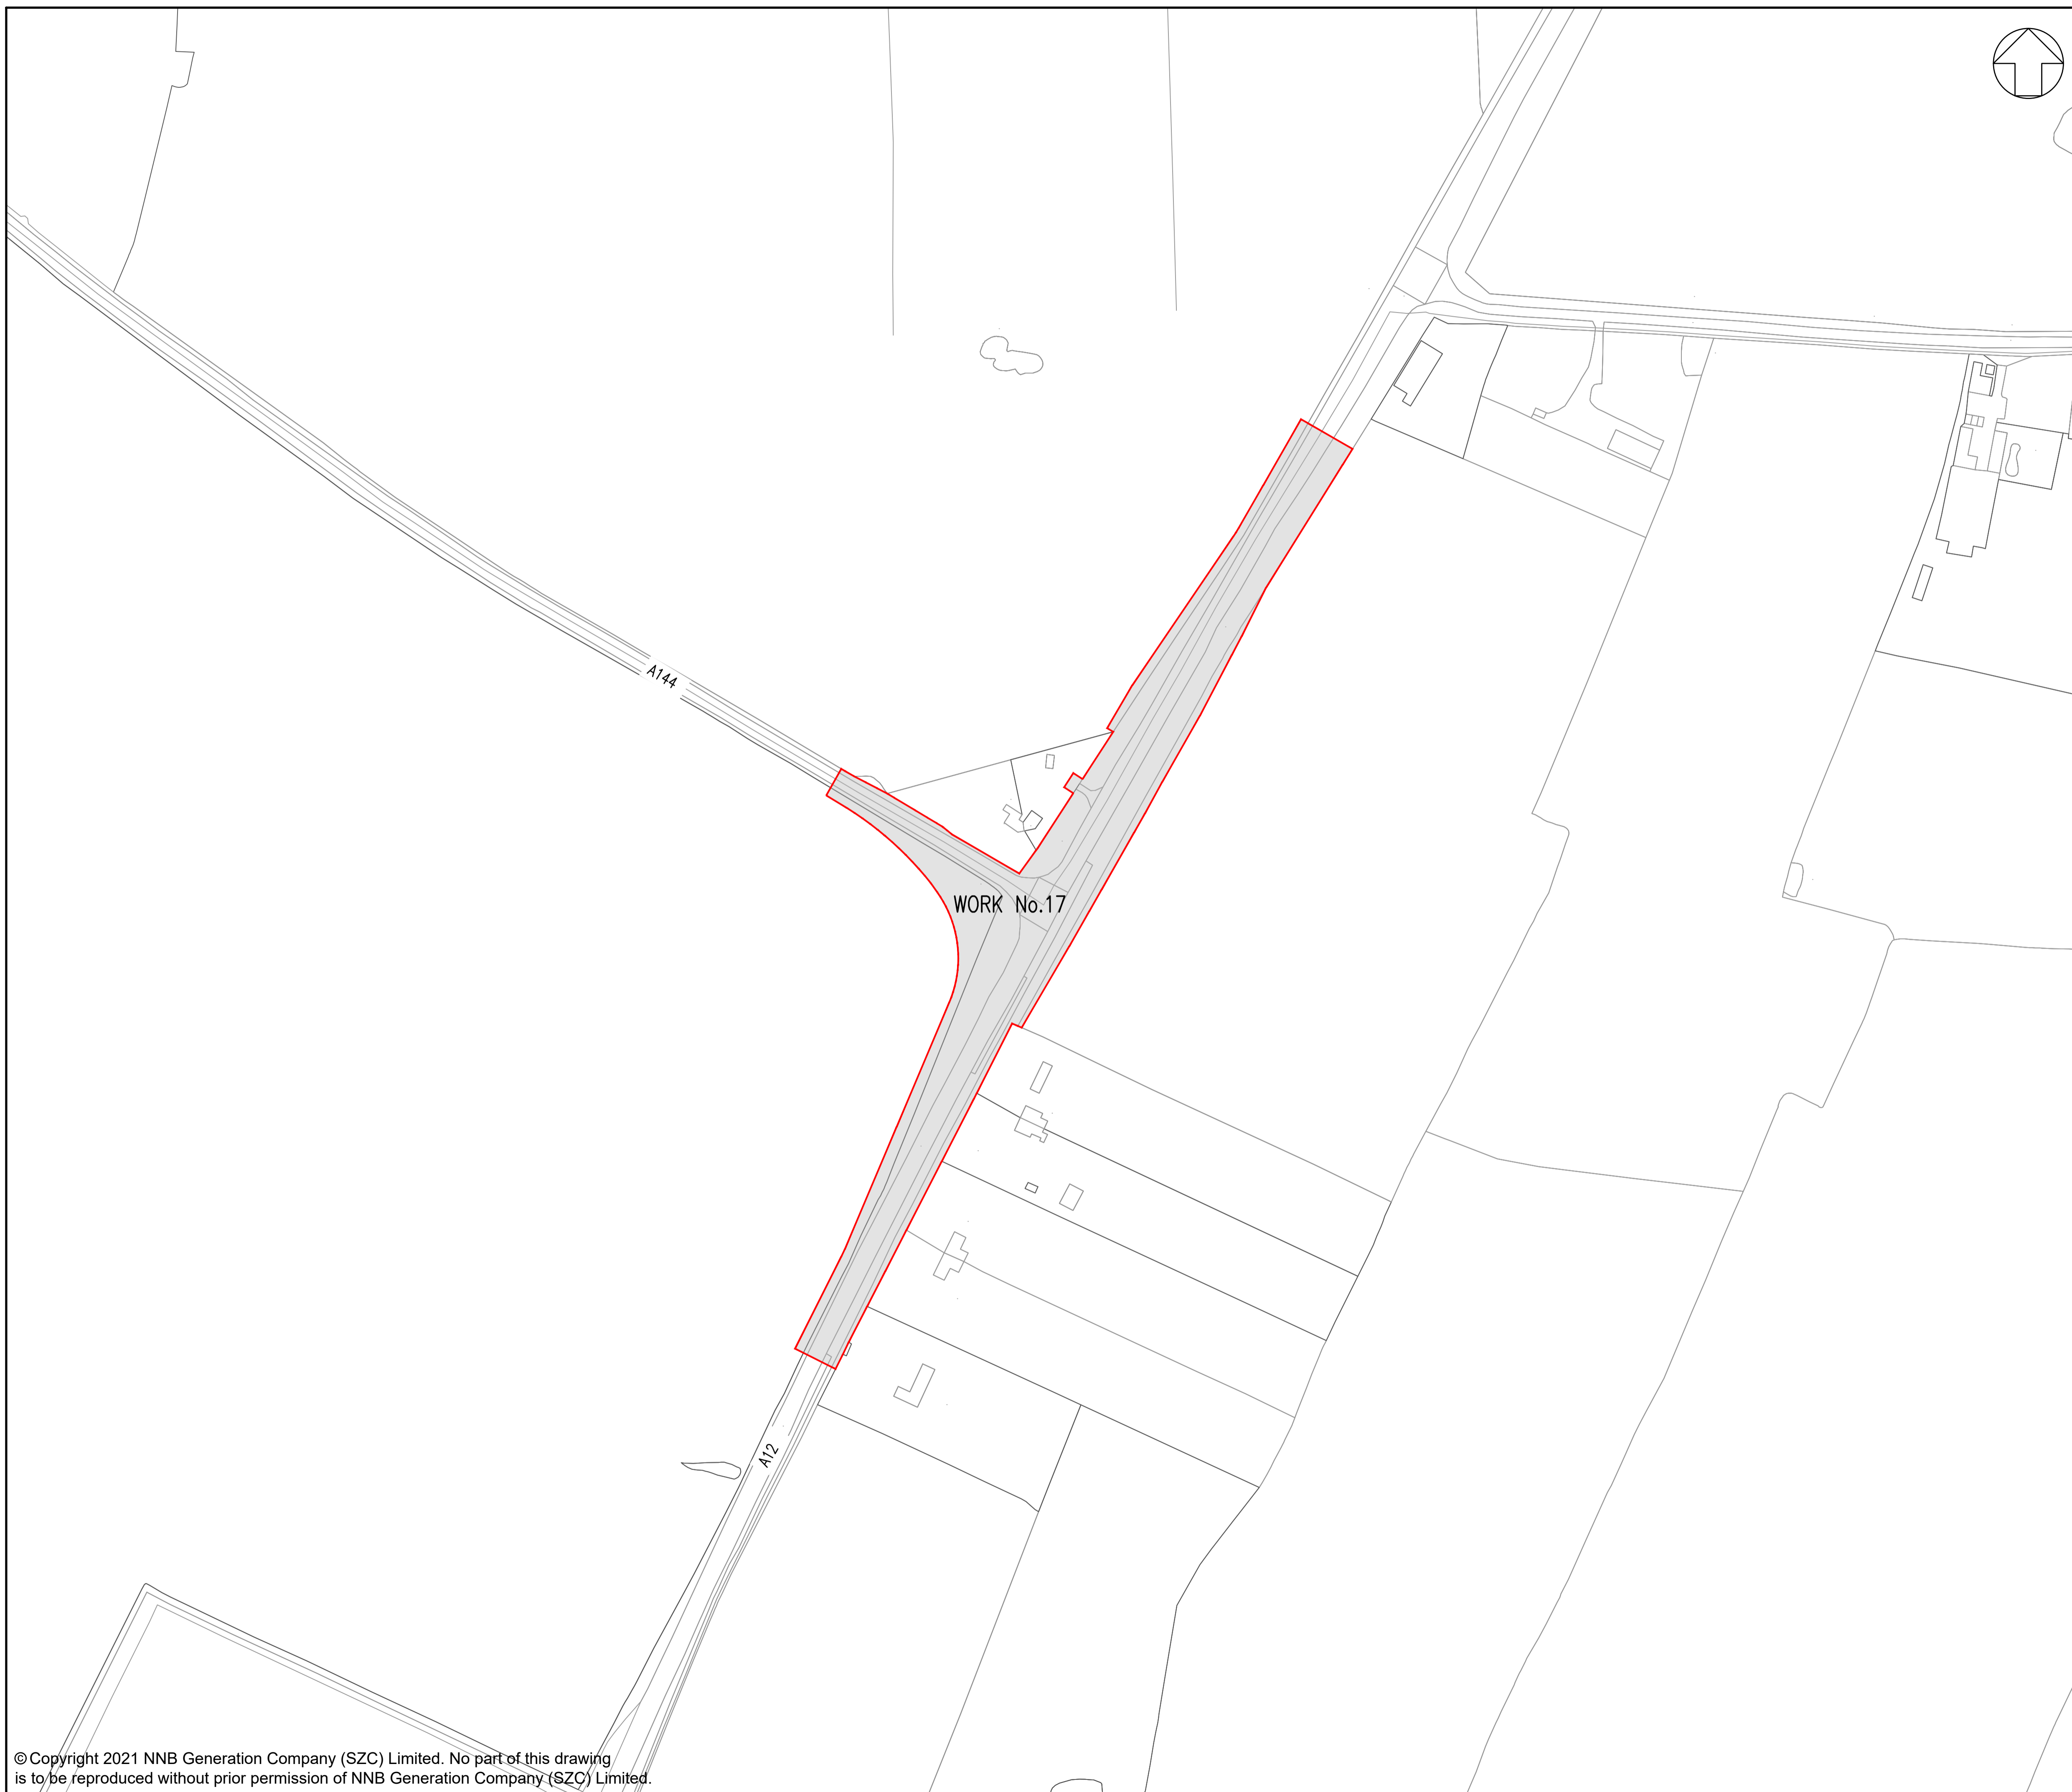 A144
WORK No.17
A12
© Copyright 2021 NNB Generation Company (SZC) Limited. No part of this drawing
is to be reproduced without prior permission of NNB Generation Company (SZC) Limited.